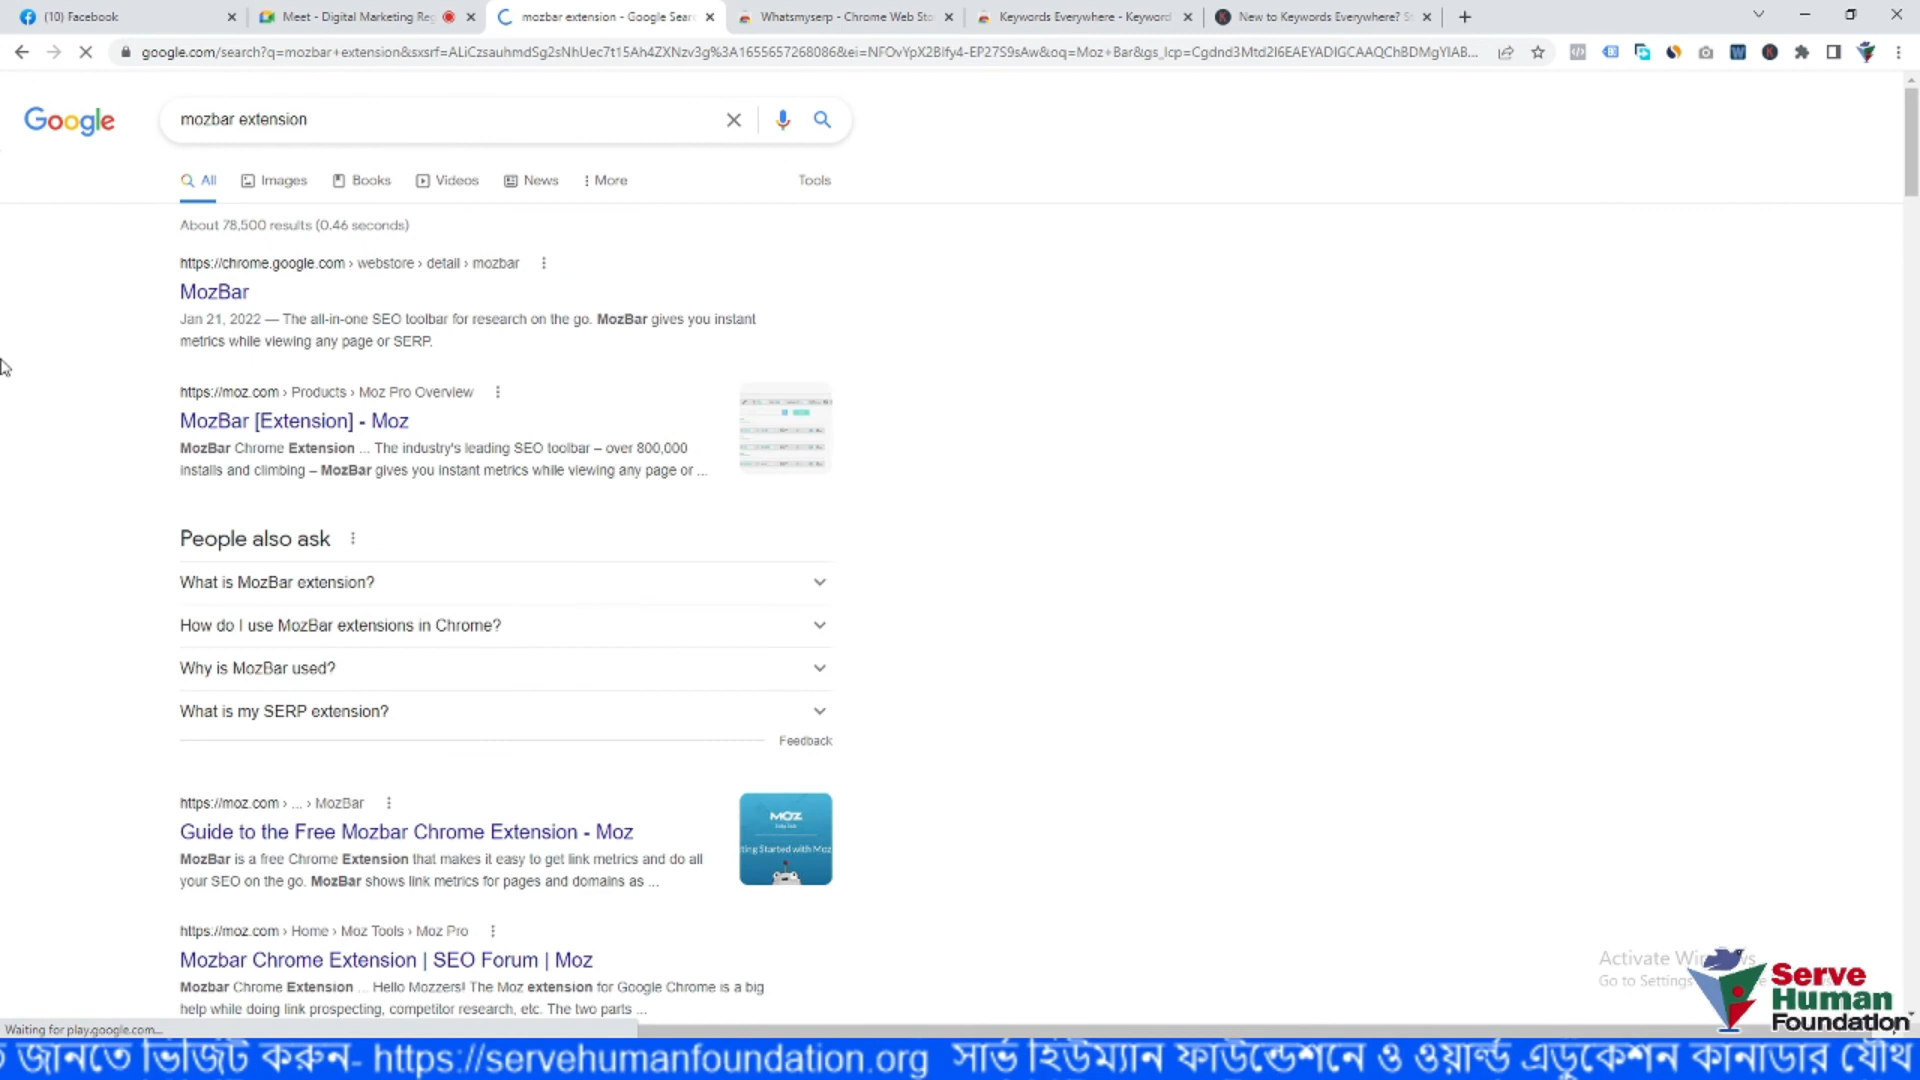 (10) Facebook
Meet - Digital Marketing Reg
mozbar extension - Google Sear
Whatsmyserp - Chrome Web Sto
Keywords Everywhere - Keyword
New to Keywords Everywhere? S
google.com/search?q=mozbar+extension&sxsrf=ALiCzsauhmdSg2sNhUec7t15Ah4ZXNzv3g%3A1655657268086&ei=NFOvYpX2BIfy4-EP27S9sAw&oq=Moz+Bar&gs_lcp=Cgdnd3Mtd2l6EAEYADIGCAAQChBDMgYIAB...
Google
mozbar extension
All
Images
Books
Videos
News
More
Tools
About 78,500 results (0.46 seconds)
https://chrome.google.com › webstore › detail › mozbar
MozBar
Jan 21, 2022 — The all-in-one SEO toolbar for research on the go. MozBar gives you instant
metrics while viewing any page or SERP.
https://moz.com › Products › Moz Pro Overview
MozBar [Extension] - Moz
MozBar Chrome Extension ... The industry's leading SEO toolbar – over 800,000
installs and climbing – MozBar gives you instant metrics while viewing any page or ...
People also ask
What is MozBar extension?
How do I use MozBar extensions in Chrome?
Why is MozBar used?
What is my SERP extension?
Feedback
https://moz.com › ... › MozBar
Guide to the Free Mozbar Chrome Extension - Moz
MozBar is a free Chrome Extension that makes it easy to get link metrics and do all
your SEO on the go. MozBar shows link metrics for pages and domains as ...
MOZ
ting Started with Moz
https://moz.com › Home › Moz Tools › Moz Pro
Mozbar Chrome Extension | SEO Forum | Moz
Mozbar Chrome Extension ... Hello Mozzers! The Moz extension for Google Chrome is a big
help while doing link prospecting, competitor research, etc. The two parts ...
Activate Win ws
Go to Settings
Serve
Human
Foundation
Waiting for play.google.com...
জানতে ভিজিট করুন- https://servehumanfoundation.org সার্ভ হিউম্যান ফাউন্ডেশনে ও ওয়ার্ল্ড এডুকেশন কানাডার যৌথ